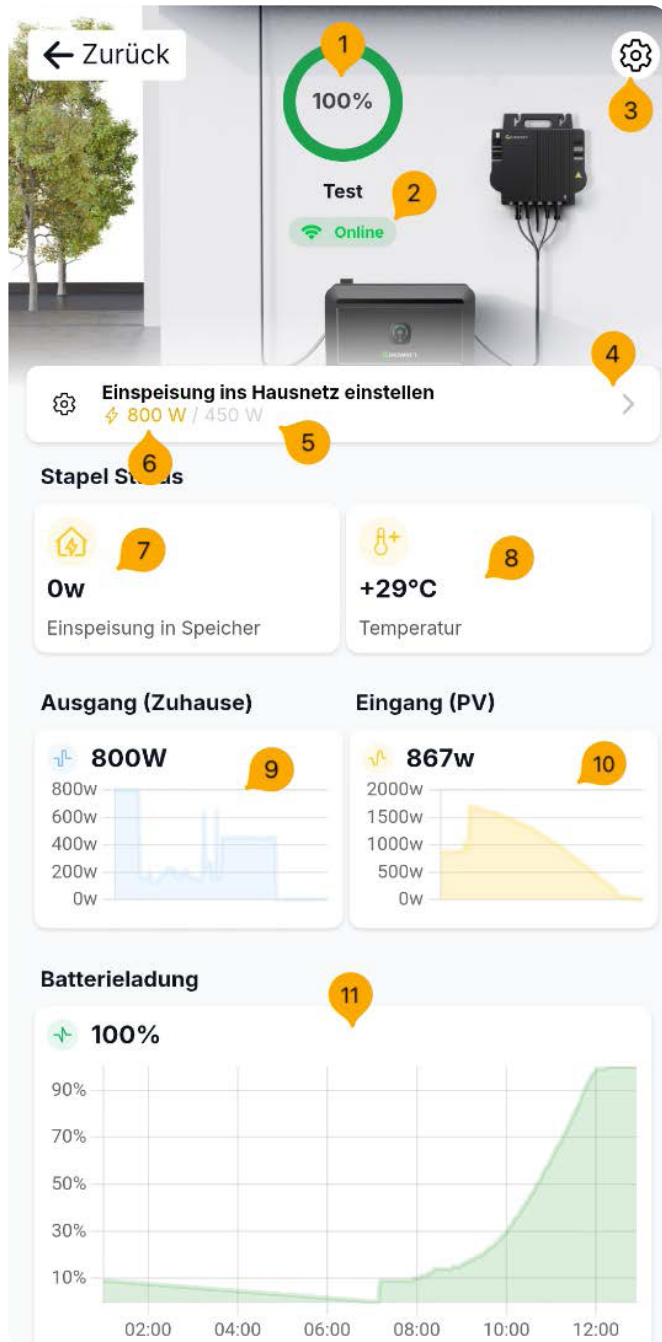 ← Zurück
1
100%
3
Test
2
Online
GROWATT
4
Einspeisung ins Hausnetz einstellen
800 W / 450 W
5
6
Stapel Status
7
8
0w
+29°C
Einspeisung in Speicher
Temperatur
Ausgang (Zuhause)
Eingang (PV)
800W
9
867w
10
800w
600w
400w
200w
0w
2000w
1500w
1000w
500w
0w
Batterieladung
11
100%
90%
70%
50%
30%
10%
02:00 04:00 06:00 08:00 10:00 12:00